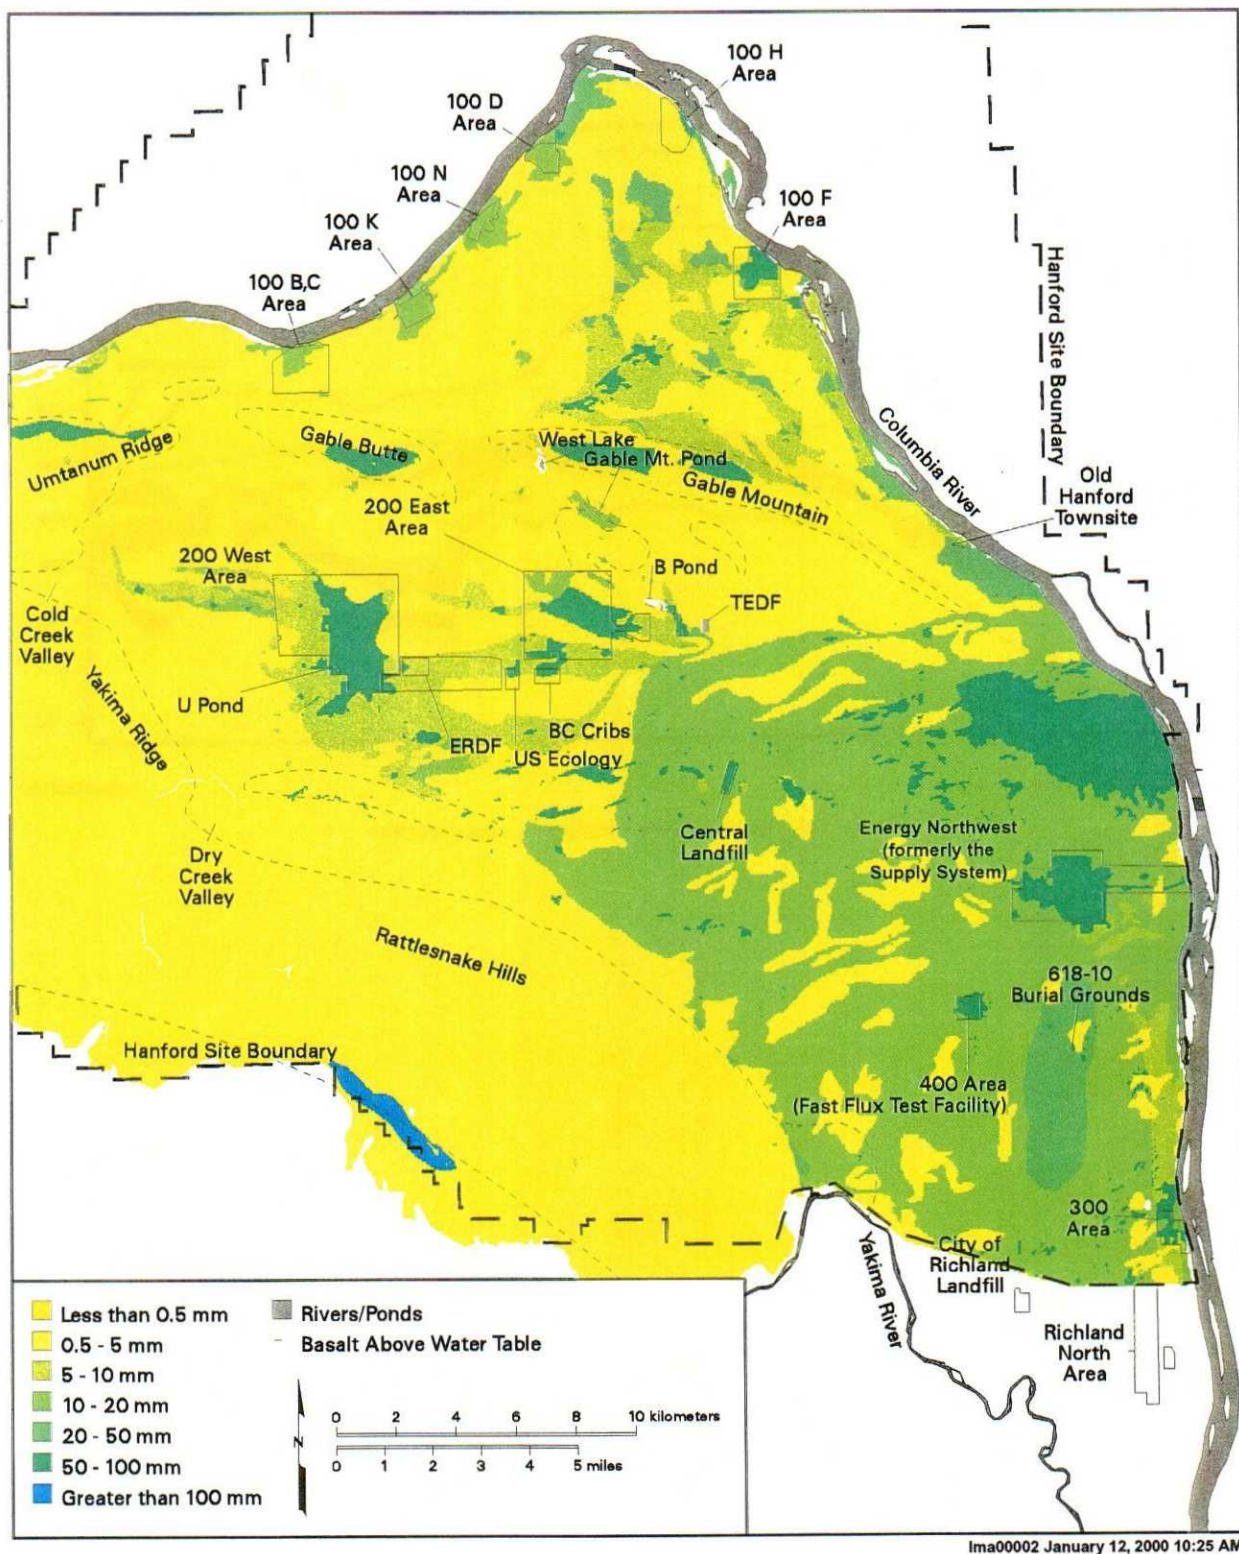 100 H
Area
100 D
Area
100 N
Area
100 F
Area
100 K
Area
100 B,C
Area
Hanford Site Boundary
Columbia River
Umtanum Ridge
Gable Butte
West Lake
Gable Mt. Pond
Gable Mountain
Old
Hanford
Townsite
200 East
Area
200 West
Area
B Pond
TEDF
Cold
Creek
Valley
Yakima Ridge
U Pond
ERDF
BC Cribs
US Ecology
Central
Landfill
Energy Northwest
(formerly the
Supply System)
Dry
Creek
Valley
Rattlesnake Hills
618-10
Burial Grounds
Hanford Site Boundary
400 Area
(Fast Flux Test Facility)
300
Area
City of
Richland
Landfill
Yakima River
Richland
North
Area
Less than 0.5 mm
0.5 - 5 mm
5 - 10 mm
10 - 20 mm
20 - 50 mm
50 - 100 mm
Greater than 100 mm
Rivers/Ponds
Basalt Above Water Table
N
0 2 4 6 8 10 kilometers
0 1 2 3 4 5 miles
lma00002 January 12, 2000 10:25 AM